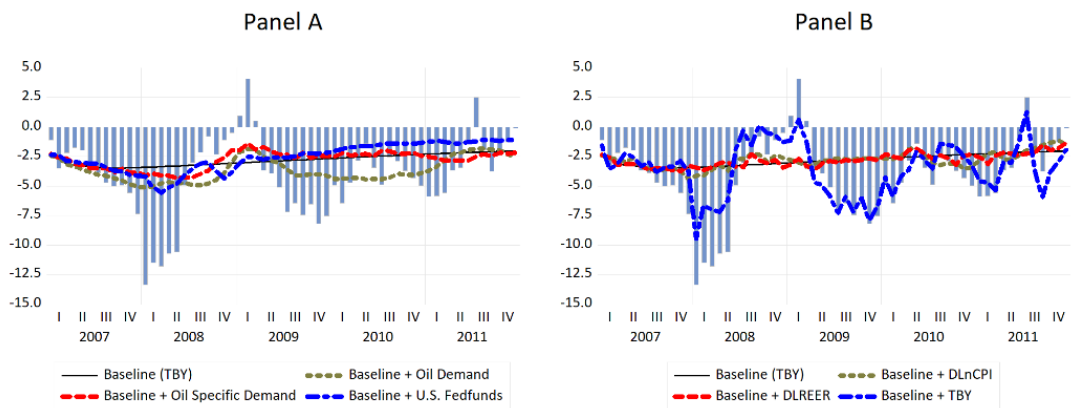 Panel A
5.0
2.5
0.0
-2.5
-5.0
-7.5
-10.0
-12.5
-15.0
I II III IV I II III IV I II III IV I II III IV I II III IV
2007 2008 2009 2010 2011
Baseline (TBY) Baseline + Oil Demand
Baseline + Oil Specific Demand Baseline + U.S. Fedfunds
Panel B
5.0
2.5
0.0
-2.5
-5.0
-7.5
-10.0
-12.5
-15.0
I II III IV I II III IV I II III IV I II III IV I II III IV
2007 2008 2009 2010 2011
Baseline (TBY) Baseline + DLnCPI
Baseline + DLREER Baseline + TBY